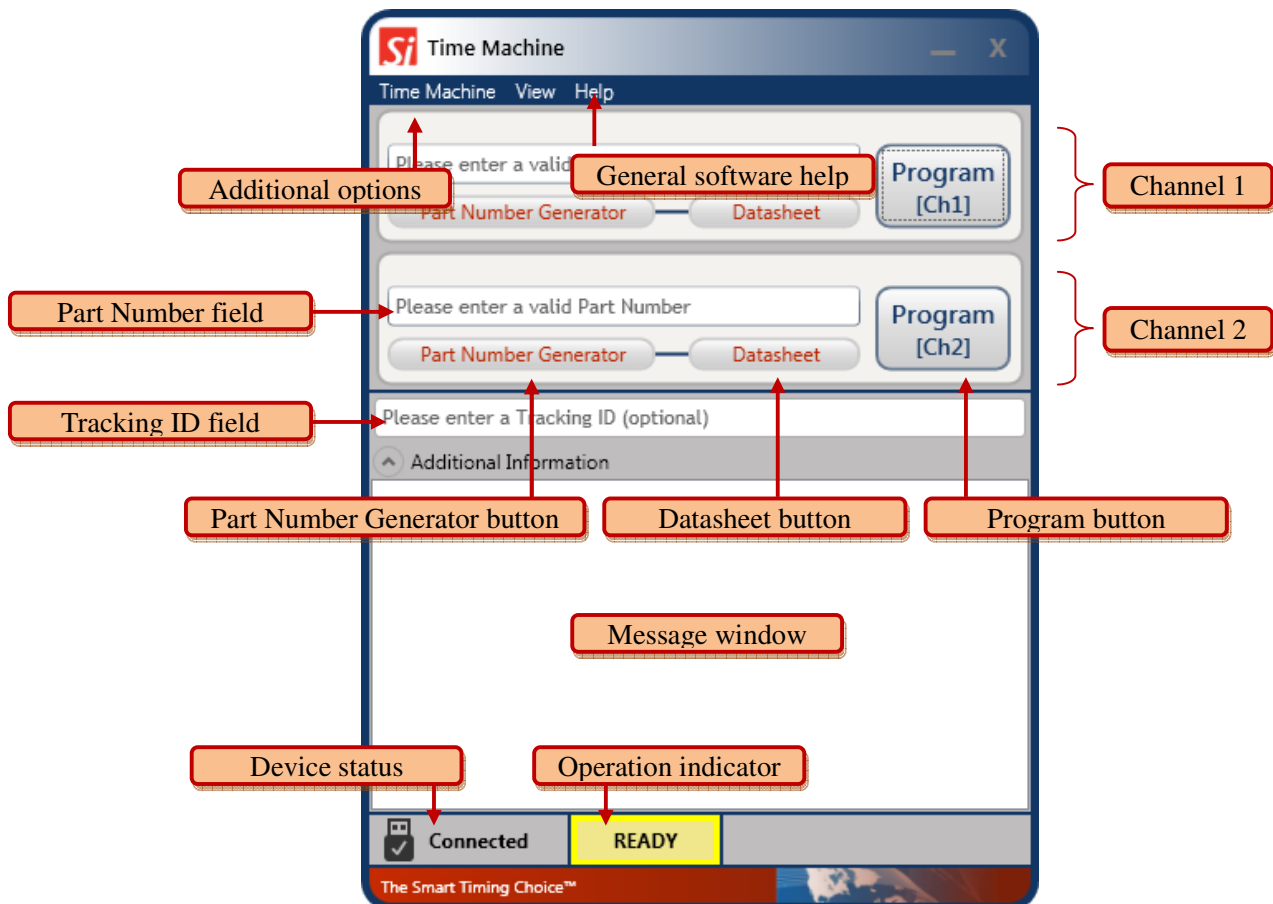 Si Time Machine
Time Machine View Help
Please enter a valid
Additional options
General software help
Program
[Ch1]
Channel 1
Part Number Generator
Datasheet
Part Number field
Please enter a valid Part Number
Program
[Ch2]
Channel 2
Part Number Generator
Datasheet
Tracking ID field
Please enter a Tracking ID (optional)
Additional Information
Part Number Generator button
Datasheet button
Program button
Message window
Device status
Operation indicator
Connected
READY
The Smart Timing Choice™